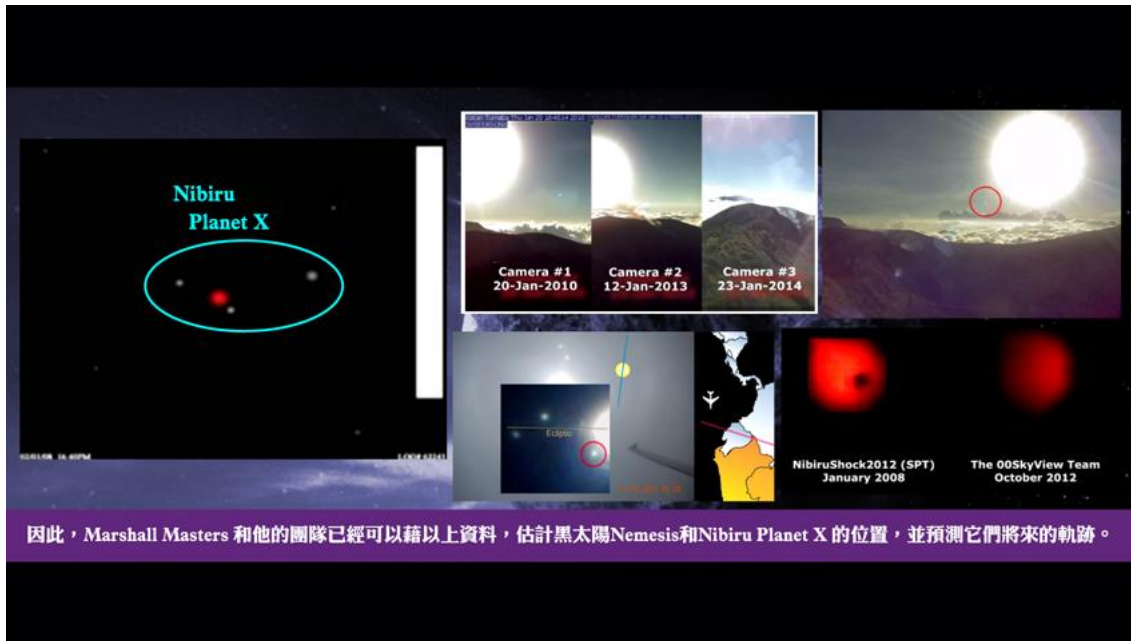 Nibiru
Planet X
Camera #1
20-Jan-2010
Camera #2
12-Jan-2013
Camera #3
23-Jan-2014
Ecliptic
NibiruShock2012 (SPT)
January 2008
The 00SkyView Team
October 2012
因此，Marshall Masters 和他的團隊已經可以藉以上資料，估計黑太陽Nemesis和Nibiru Planet X 的位置，並預測它們將來的軌跡。